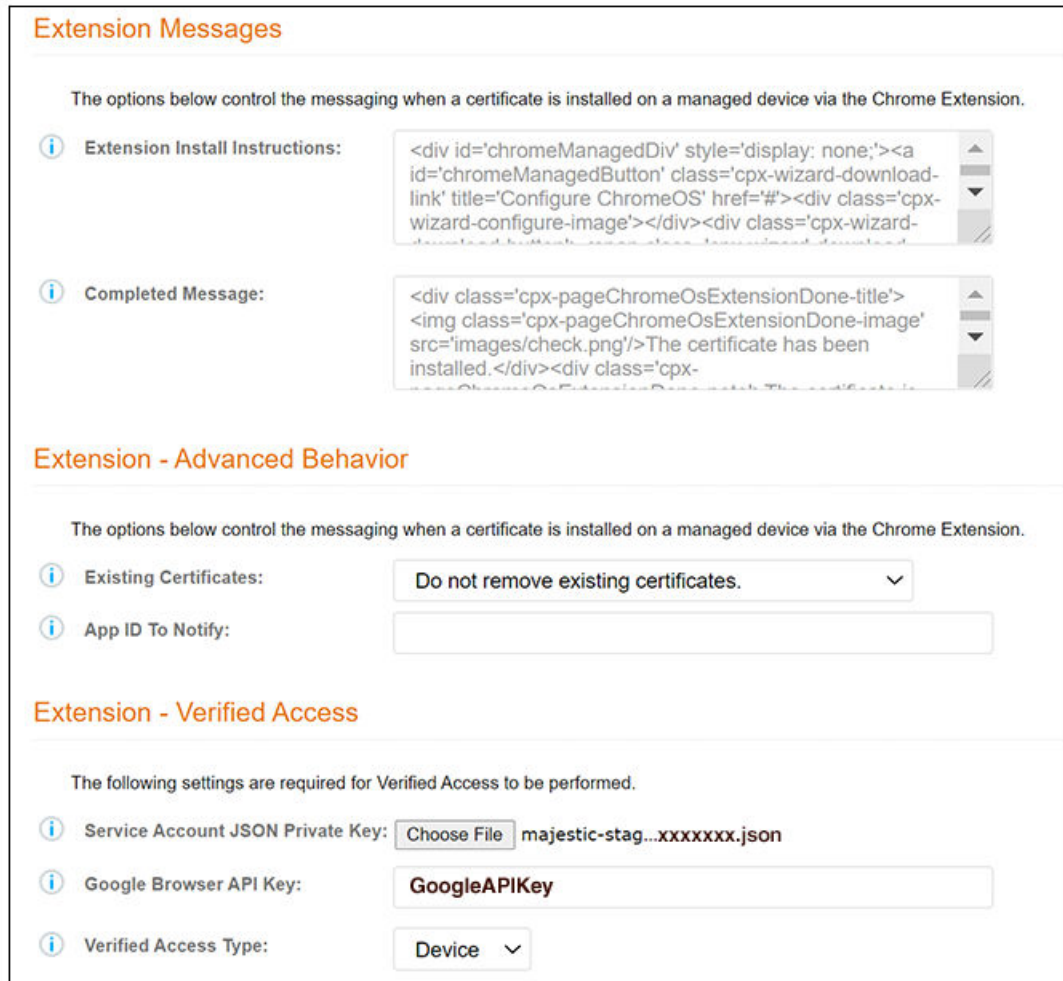 Extension Messages
The options below control the messaging when a certificate is installed on a managed device via the Chrome Extension.
Extension Install Instructions:
<div id='chromeManagedDiv' style='display: none;'><a
id='chromeManagedButton' class='cpx-wizard-download-
link' title='Configure ChromeOS' href='#'><div class='cpx-
wizard-configure-image'></div><div class='cpx-wizard-
Completed Message:
<div class='cpx-pageChromeOsExtensionDone-title'>
<img class='cpx-pageChromeOsExtensionDone-image'
src='images/check.png'/>The certificate has been
installed.</div><div class='cpx-
Extension - Advanced Behavior
The options below control the messaging when a certificate is installed on a managed device via the Chrome Extension.
Existing Certificates:
Do not remove existing certificates.
App ID To Notify:
Extension - Verified Access
The following settings are required for Verified Access to be performed.
Service Account JSON Private Key: Choose File majestic-stag...xxxxxxx.json
Google Browser API Key: GoogleAPIKey
Verified Access Type: Device